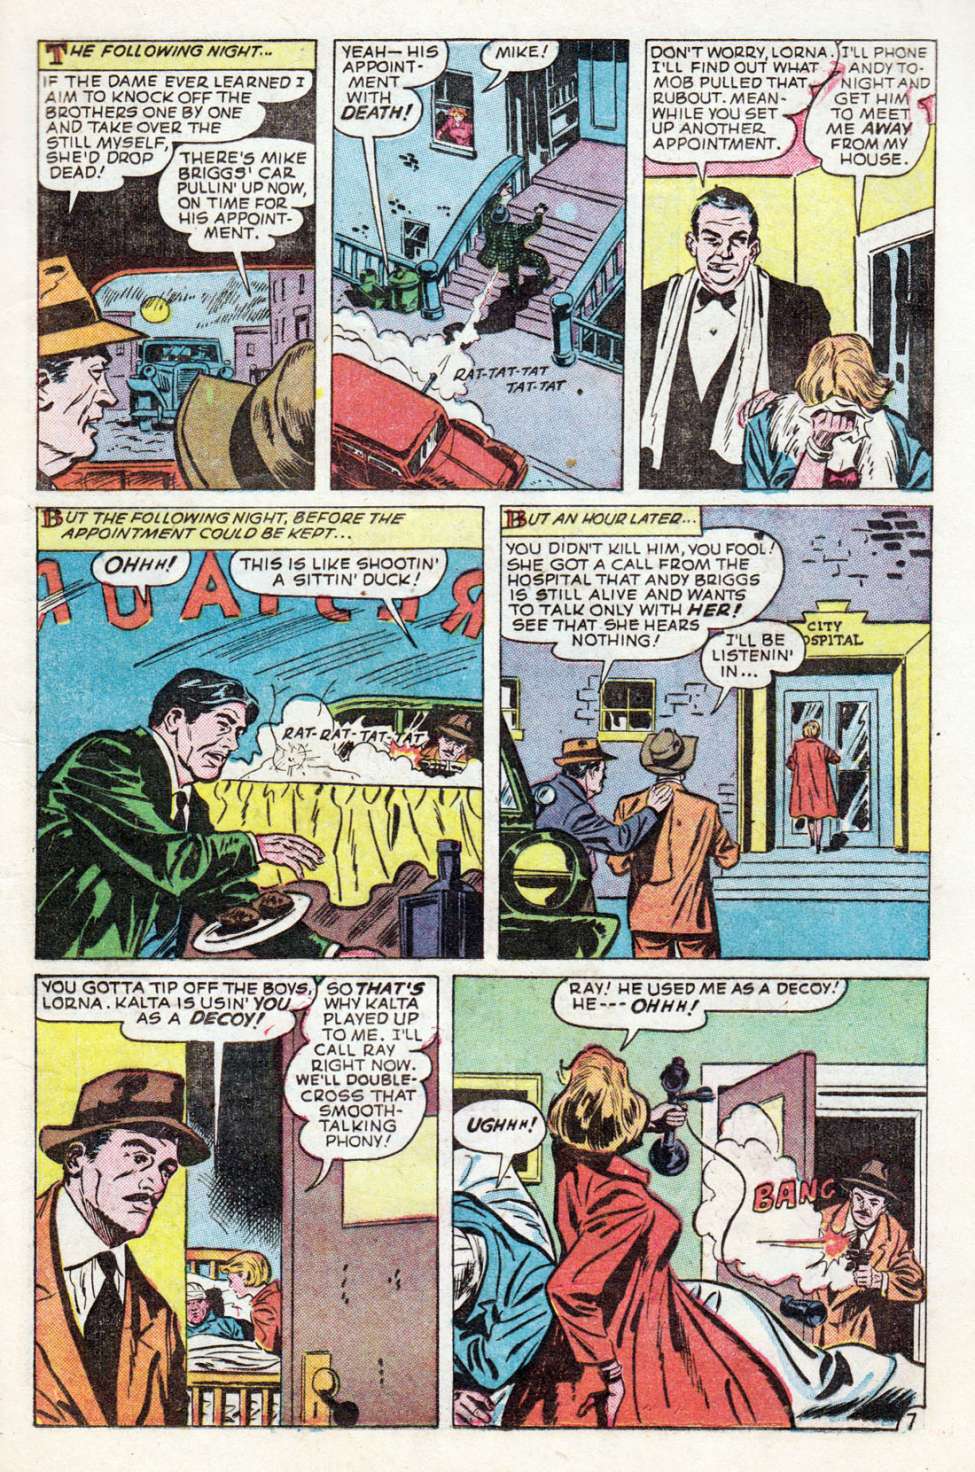 THE FOLLOWING NIGHT...
IF THE DAME EVER LEARNED I
AIM TO KNOCK OFF THE
BROTHERS ONE BY ONE
AND TAKE OVER THE
STILL MYSELF,
SHE'D DROP
DEAD!
THERE'S MIKE
BRIGGS' CAR
PULLIN' UP NOW,
ON TIME FOR
HIS APPOINT-
MENT.
YEAH—HIS
APPOINT-
MENT
WITH
DEATH!
MIKE!
RAT-TAT-TAT
TAT-TAT
DON'T WORRY, LORNA.
I'LL FIND OUT WHAT
MOB PULLED THAT
RUBOUT. MEAN-
WHILE YOU SET
UP ANOTHER
APPOINTMENT.
I'LL PHONE
ANDY TO-
NIGHT AND
GET HIM
TO MEET
ME AWAY
FROM MY
HOUSE.
BUT THE FOLLOWING NIGHT, BEFORE THE
APPOINTMENT COULD BE KEPT...
OHHH!
THIS IS LIKE SHOOTIN'
A SITTIN' DUCK!
RAT-RAT-TAT-TAT
BUT AN HOUR LATER...
YOU DIDN'T KILL HIM, YOU FOOL!
SHE GOT A CALL FROM THE
HOSPITAL THAT ANDY BRIGGS
IS STILL ALIVE AND WANTS
TO TALK ONLY WITH HER!
SEE THAT SHE HEARS
NOTHING!
I'LL BE
LISTENIN'
IN...
CITY
OSPITAL
YOU GOTTA TIP OFF THE BOYS,
LORNA. KALTA IS USIN' YOU
AS A DECOY!
SO THAT'S
WHY KALTA
PLAYED UP
TO ME. I'LL
CALL RAY
RIGHT NOW.
WE'LL DOUBLE-
CROSS THAT
SMOOTH-
TALKING
PHONY!
RAY! HE USED ME AS A DECOY!
HE--- OHHH!
UGHHH!
BANG
7